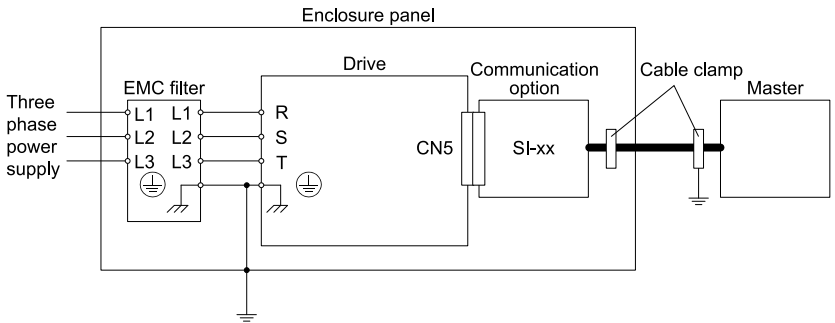 Enclosure panel
EMC filter
Drive
Communication
option
Cable clamp
Master
Three
phase
power
supply
L1 L1 R
L2 L2 S
L3 L3 T
CN5
SI-xx